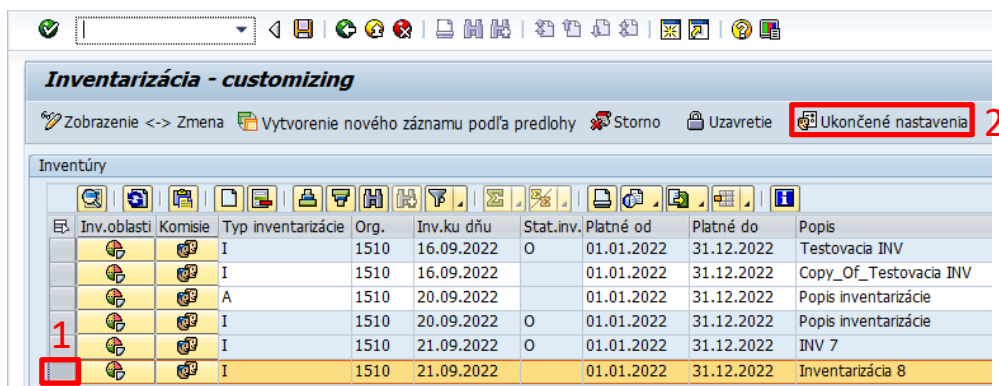 Inventarizácia - customizing
Zobrazenie <-> Zmena Vytvorenie nového záznamu podľa predlohy Storno Uzavretie Ukončené nastavenia 2
Inventúry
Inv.oblasti Komisie Typ inventarizácie Org. Inv.ku dňu Stat.inv. Platné od Platné do Popis
I 1510 16.09.2022 O 01.01.2022 31.12.2022 Testovacia INV
I 1510 16.09.2022 01.01.2022 31.12.2022 Copy_Of_Testovacia INV
A 1510 20.09.2022 01.01.2022 31.12.2022 Popis inventarizácie
I 1510 20.09.2022 O 01.01.2022 31.12.2022 Popis inventarizácie
1 I 1510 21.09.2022 O 01.01.2022 31.12.2022 INV 7
I 1510 21.09.2022 01.01.2022 31.12.2022 Inventarizácia 8